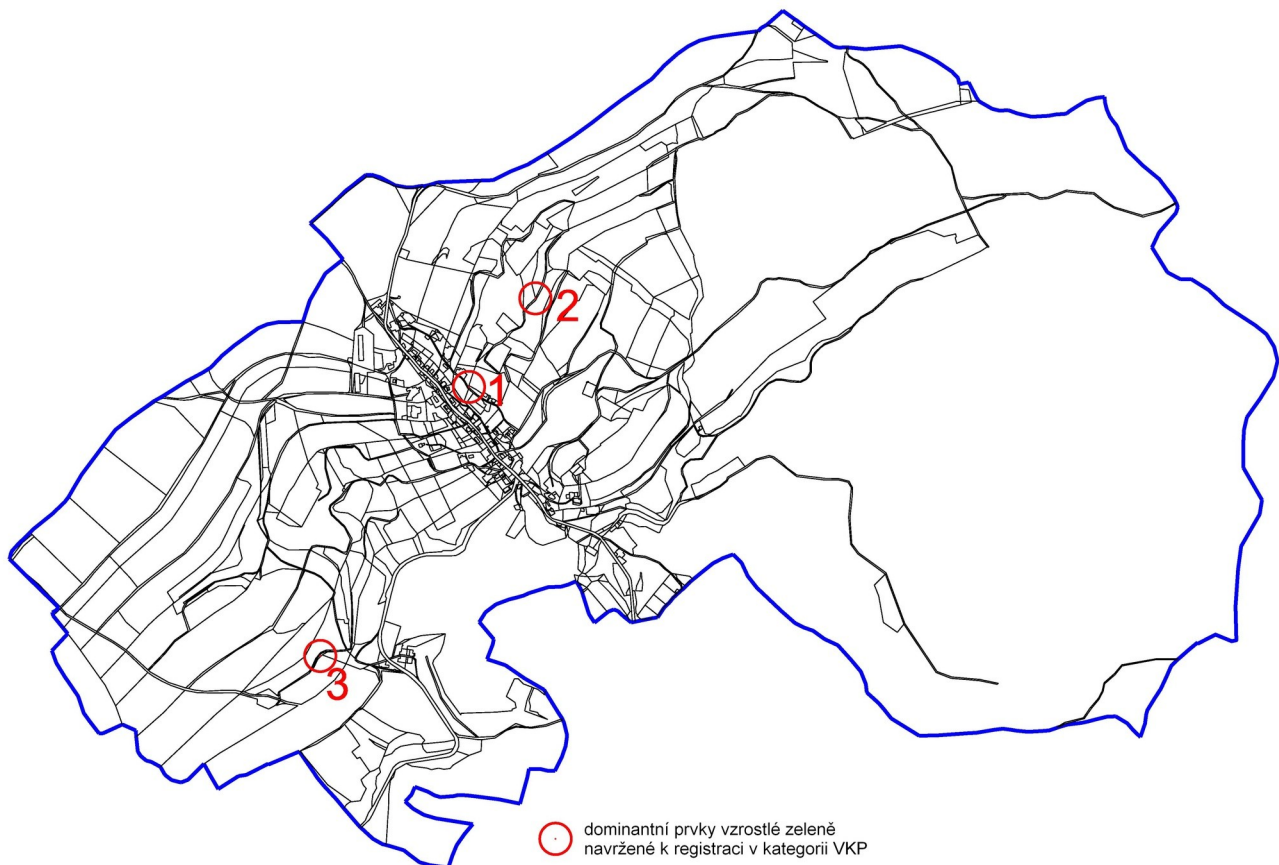 2
1
3
dominantní prvky vzrostlé zeleně
navržené k registraci v kategorii VKP